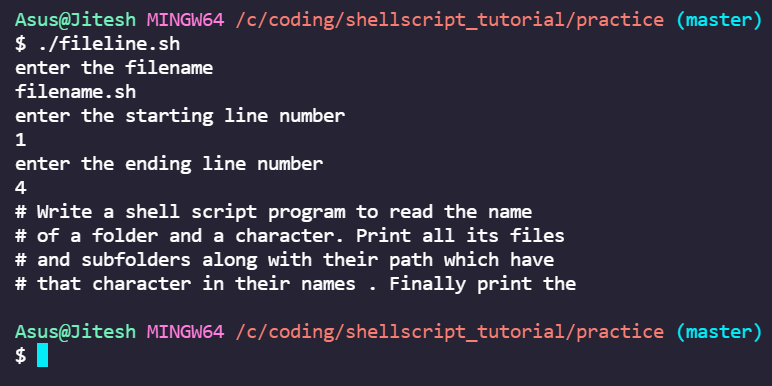 Asus@Jitesh MINGW64 /c/coding/shellscript_tutorial/practice (master)
$ ./fileline.sh
enter the filename
filename.sh
enter the starting line number
1
enter the ending line number
4
# Write a shell script program to read the name
# of a folder and a character. Print all its files
# and subfolders along with their path which have
# that character in their names . Finally print the
Asus@Jitesh MINGW64 /c/coding/shellscript_tutorial/practice (master)
$